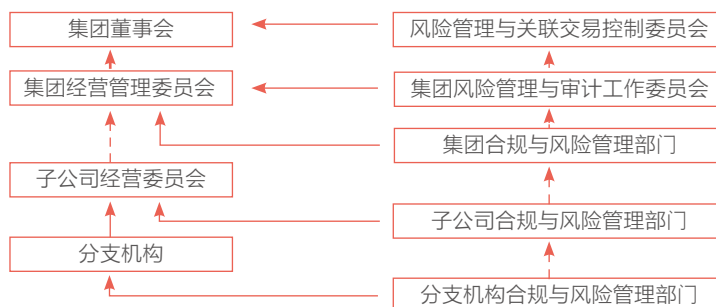 集团董事会
风险管理与关联交易控制委员会
集团经营管理委员会
集团风险管理与审计工作委员会
集团合规与风险管理部门
子公司经营委员会
子公司合规与风险管理部门
分支机构
分支机构合规与风险管理部门